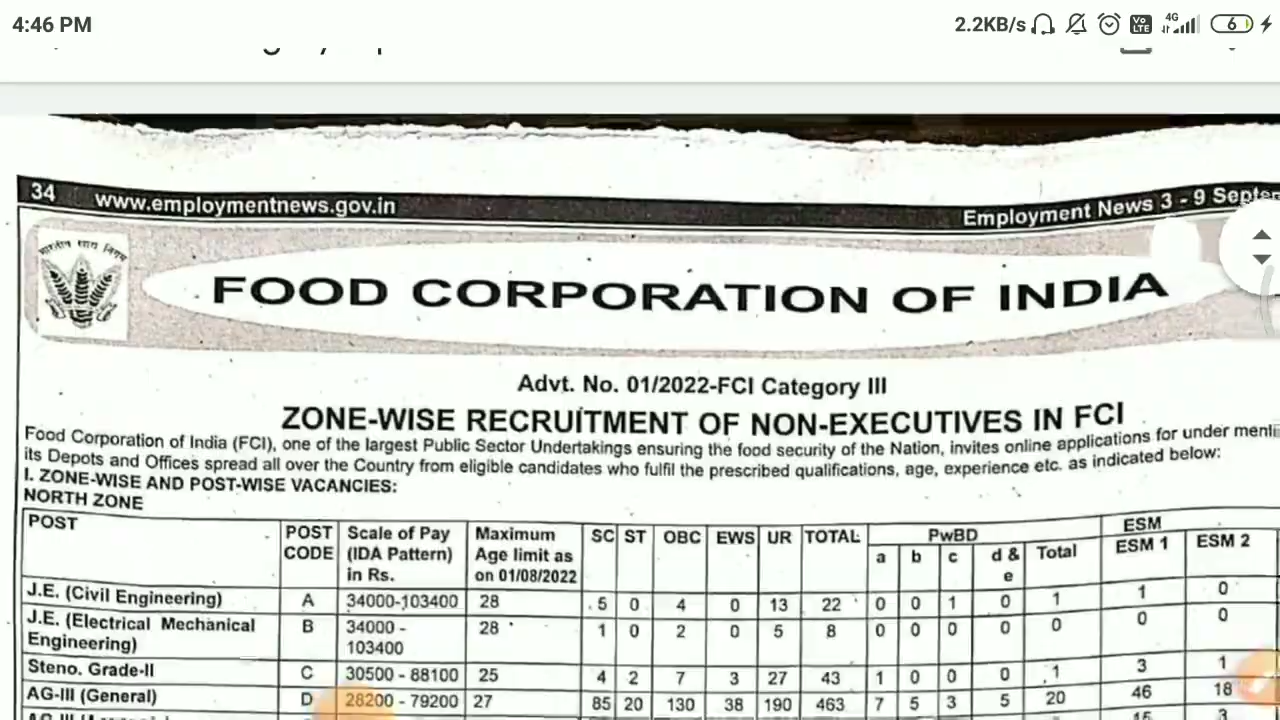 4:46 PM 2.2KB/s Vo LTE 4G 6
34 www.employmentnews.gov.in Employment News 3 - 9
भारतीय खाद्य निगम
FOOD CORPORATION OF INDIA
Advt. No. 01/2022-FCI Category III
ZONE-WISE RECRUITMENT OF NON-EXECUTIVES IN FCI
Food Corporation of India (FCI), one of the largest Public Sector Undertakings ensuring the food security of the Nation, invites online applications for under
its Depots and Offices spread all over the Country from eligible candidates who fulfil the prescribed qualifications, age, experience etc. as indicated below:
I. ZONE-WISE AND POST-WISE VACANCIES:
NORTH ZONE
POST POST CODE Scale of Pay (IDA Pattern) in Rs. Maximum Age limit as on 01/08/2022 SC ST OBC EWS UR TOTAL PwBD a b c d & e Total ESM ESM 1 ESM 2
J.E. (Civil Engineering) A 34000-103400 28 5 0 4 0 13 22 0 0 1 0 1 1 0
J.E. (Electrical Mechanical Engineering) B 34000 - 103400 28 1 0 2 0 5 8 0 0 0 0 0 0 0
Steno. Grade-II C 30500 - 88100 25 4 2 7 3 27 43 1 0 0 0 1 3 1
AG-III (General) D 28200 - 79200 27 85 20 130 38 190 463 7 5 3 5 20 46 18